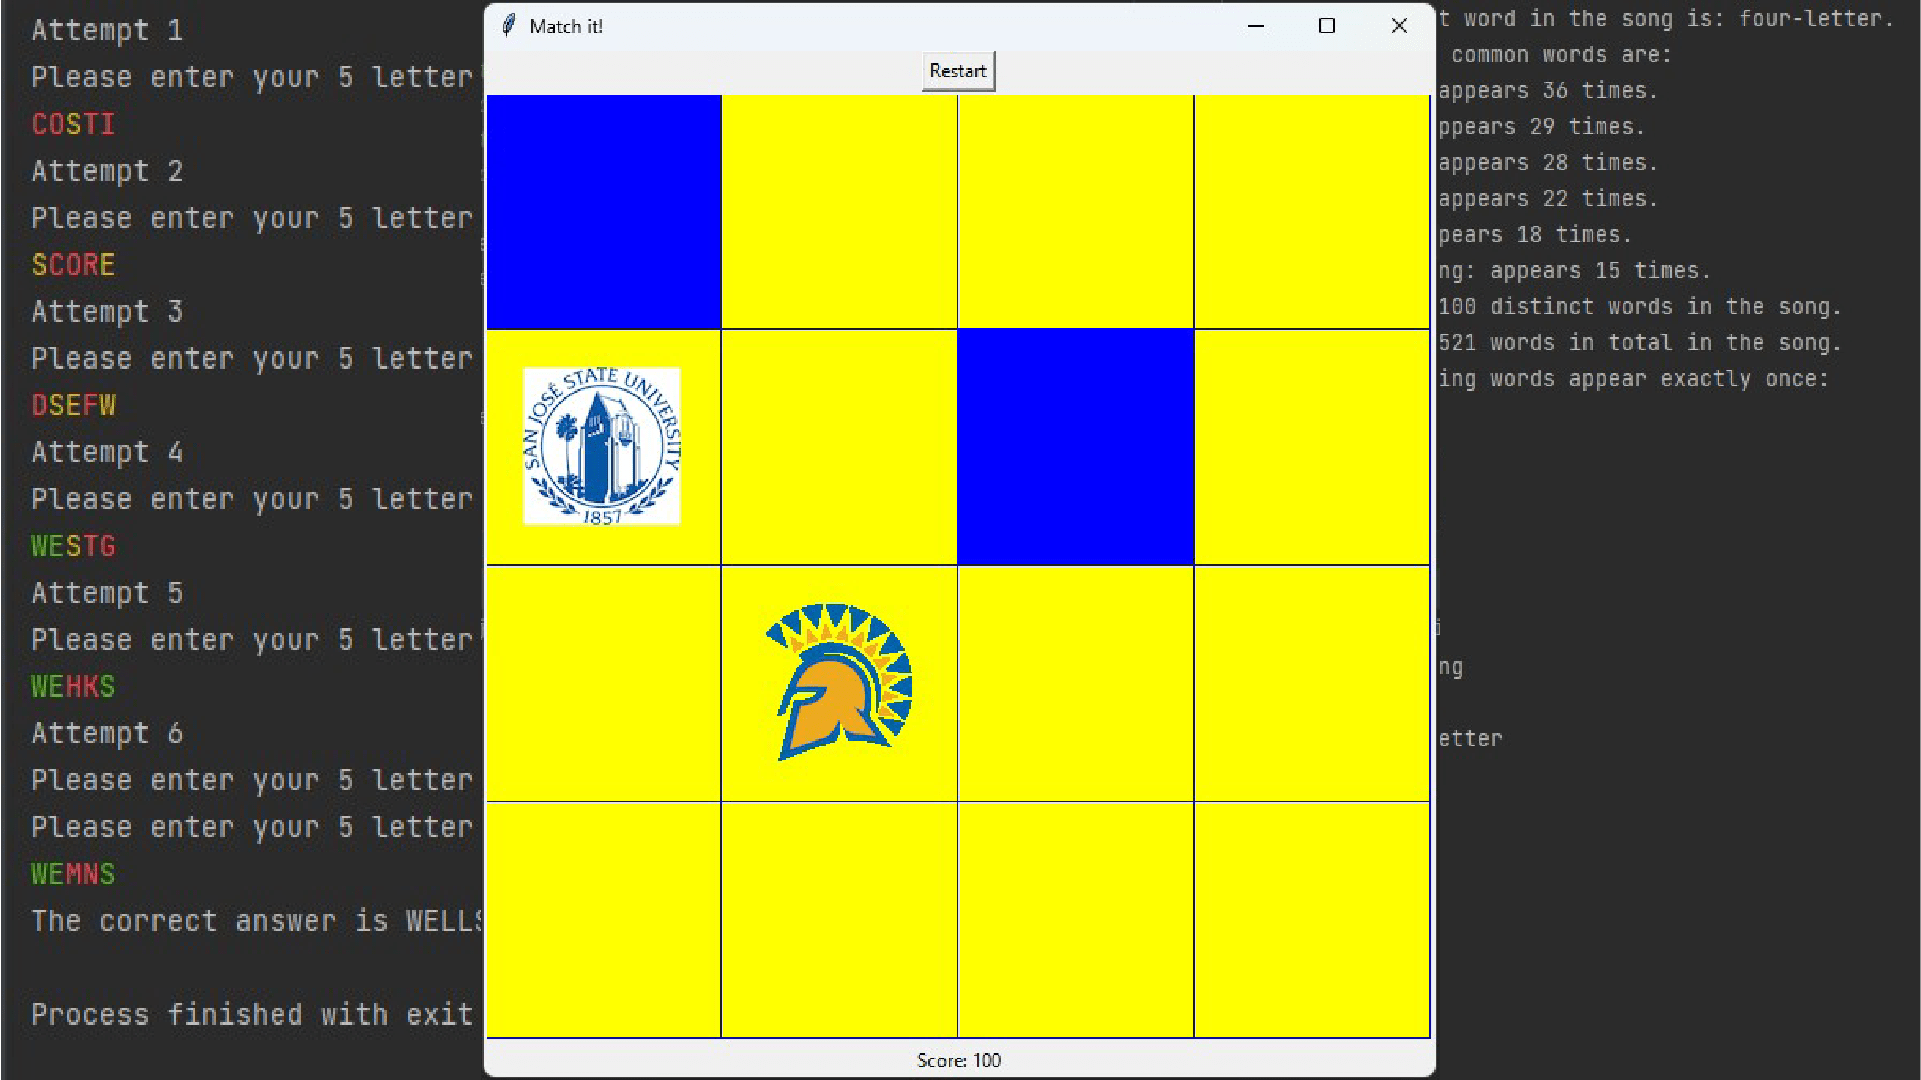 Attempt 1
Please enter your 5 letter
COSTI
Attempt 2
Please enter your 5 letter
SCORE
Attempt 3
Please enter your 5 letter
DSEFW
Attempt 4
Please enter your 5 letter
WESTG
Attempt 5
Please enter your 5 letter
WEHKS
Attempt 6
Please enter your 5 letter
Please enter your 5 letter
WEMNS
The correct answer is WELLS
Process finished with exit
Match it!
Restart
SAN JOSÉ STATE UNIVERSITY
1857
Score: 100
t word in the song is: four-letter.
common words are:
appears 36 times.
ppears 29 times.
appears 28 times.
appears 22 times.
pears 18 times.
ng: appears 15 times.
100 distinct words in the song.
521 words in total in the song.
ing words appear exactly once:
ng
etter